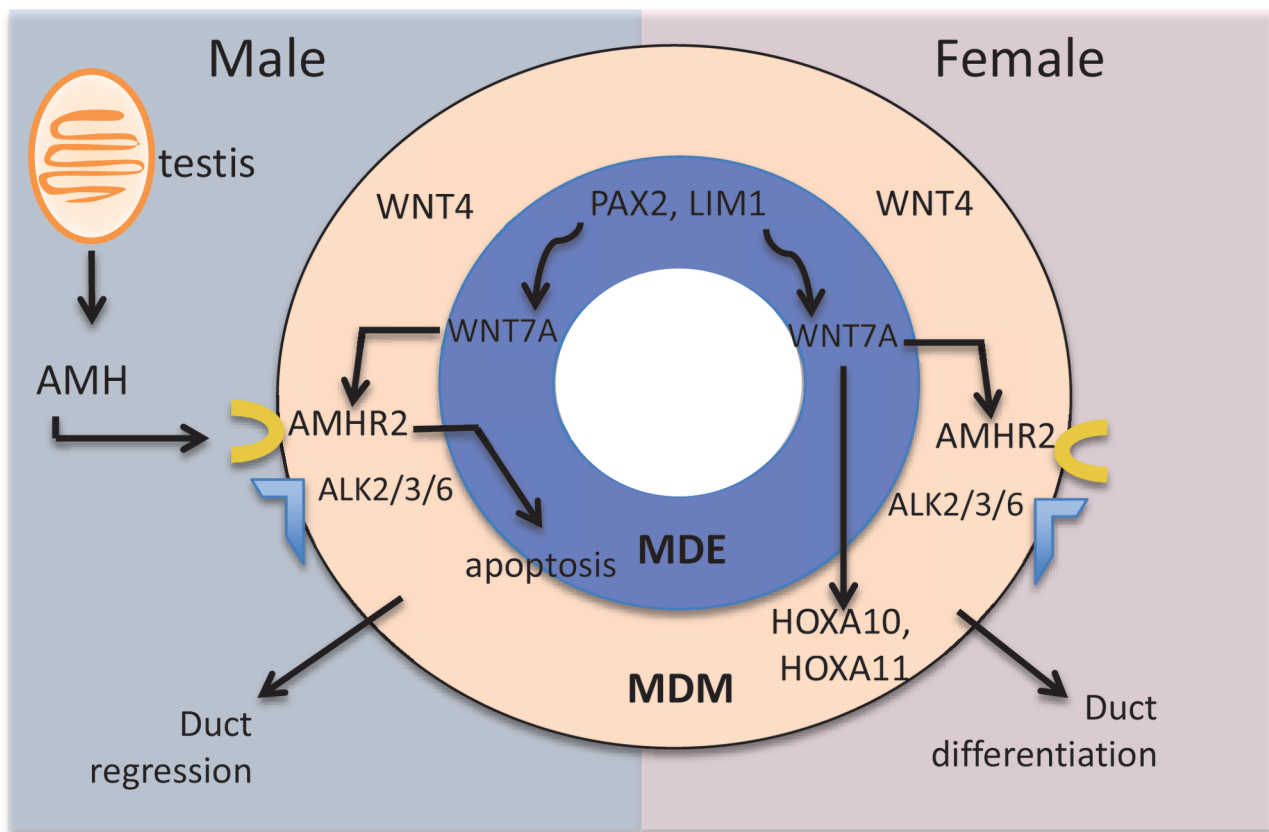 Male
Female
testis
WNT4
PAX2, LIM1
WNT4
WNT7A
WNT7A
AMH
AMHR2
AMHR2
ALK2/3/6
ALK2/3/6
apoptosis
MDE
HOXA10,
HOXA11
MDM
Duct
regression
Duct
differentiation